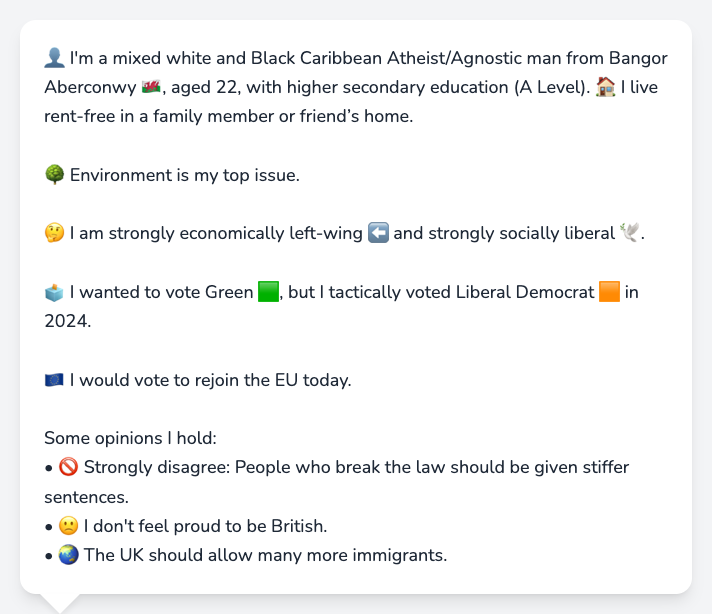 👤 I'm a mixed white and Black Caribbean Atheist/Agnostic man from Bangor
Aberconwy 🏴󠁧󠁢󠁷󠁬󠁳󠁿, aged 22, with higher secondary education (A Level). 🏠 I live
rent-free in a family member or friend’s home.
🌳 Environment is my top issue.
🤔 I am strongly economically left-wing ⬅️ and strongly socially liberal 🕊️.
🗳️ I wanted to vote Green 🟩, but I tactically voted Liberal Democrat 🟧 in
2024.
🇪🇺 I would vote to rejoin the EU today.
Some opinions I hold:
• 🚫 Strongly disagree: People who break the law should be given stiffer
sentences.
• 🙁 I don't feel proud to be British.
• 🌏 The UK should allow many more immigrants.